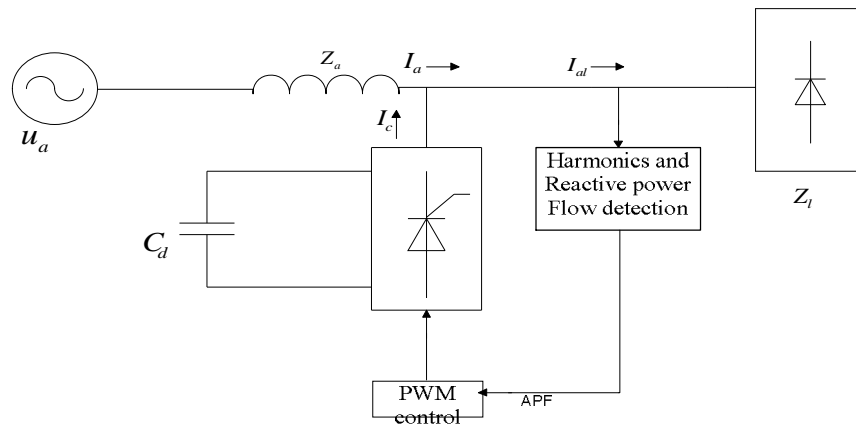 Z_a
I_a
I_al
I_c
u_a
Harmonics and
Reactive power
Flow detection
Z_l
C_d
PWM
control
APF